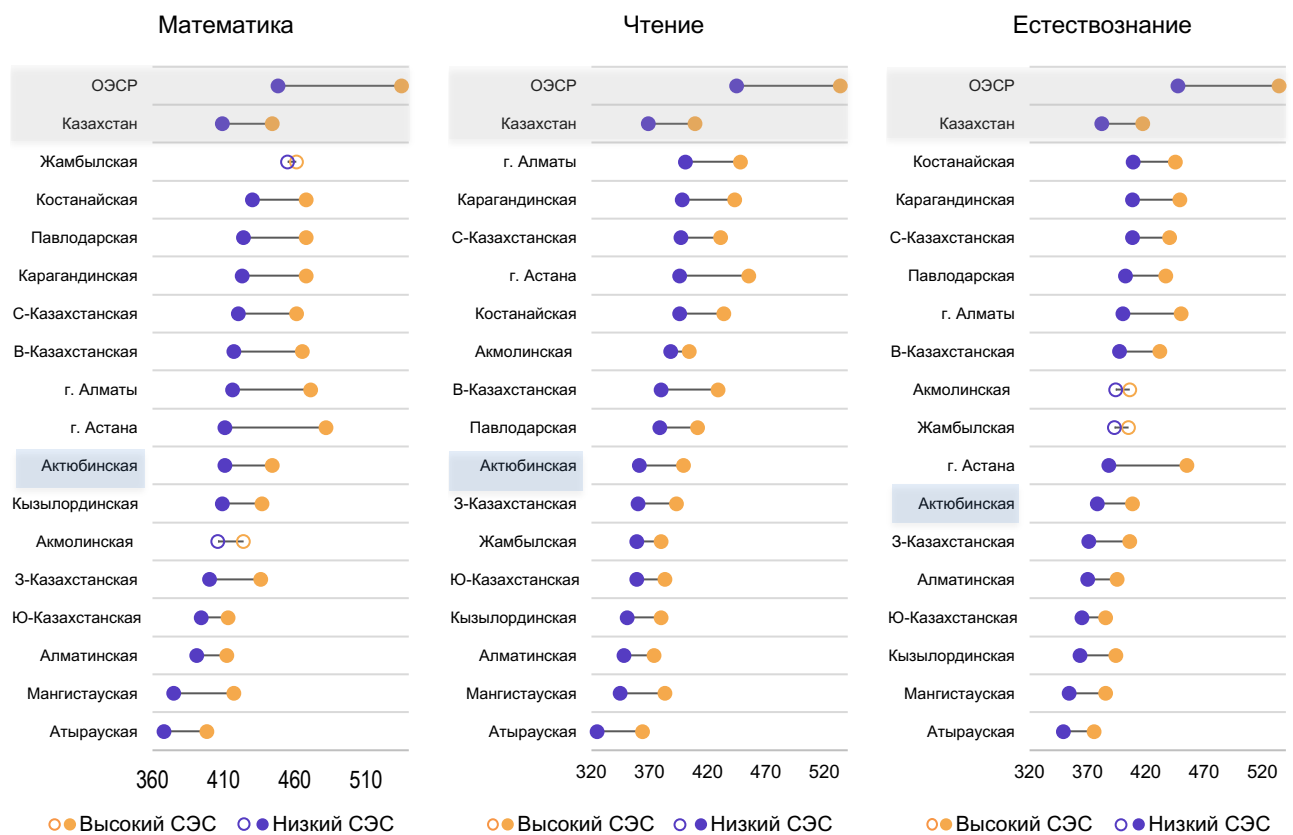 Математика
ОЭСР
Казахстан
Жамбылская
Костанайская
Павлодарская
Карагандинская
С-Казахстанская
В-Казахстанская
г. Алматы
г. Астана
Актюбинская
Кызылординская
Акмолинская
З-Казахстанская
Ю-Казахстанская
Алматинская
Мангистауская
Атырауская
360 410 460 510
Высокий СЭС Низкий СЭС
Чтение
ОЭСР
Казахстан
г. Алматы
Карагандинская
С-Казахстанская
г. Астана
Костанайская
Акмолинская
В-Казахстанская
Павлодарская
Актюбинская
З-Казахстанская
Жамбылская
Ю-Казахстанская
Кызылординская
Алматинская
Мангистауская
Атырауская
320 370 420 470 520
Высокий СЭС Низкий СЭС
Естествознание
ОЭСР
Казахстан
Костанайская
Карагандинская
С-Казахстанская
Павлодарская
г. Алматы
В-Казахстанская
Акмолинская
Жамбылская
г. Астана
Актюбинская
З-Казахстанская
Алматинская
Ю-Казахстанская
Кызылординская
Мангистауская
Атырауская
320 370 420 470 520
Высокий СЭС Низкий СЭС